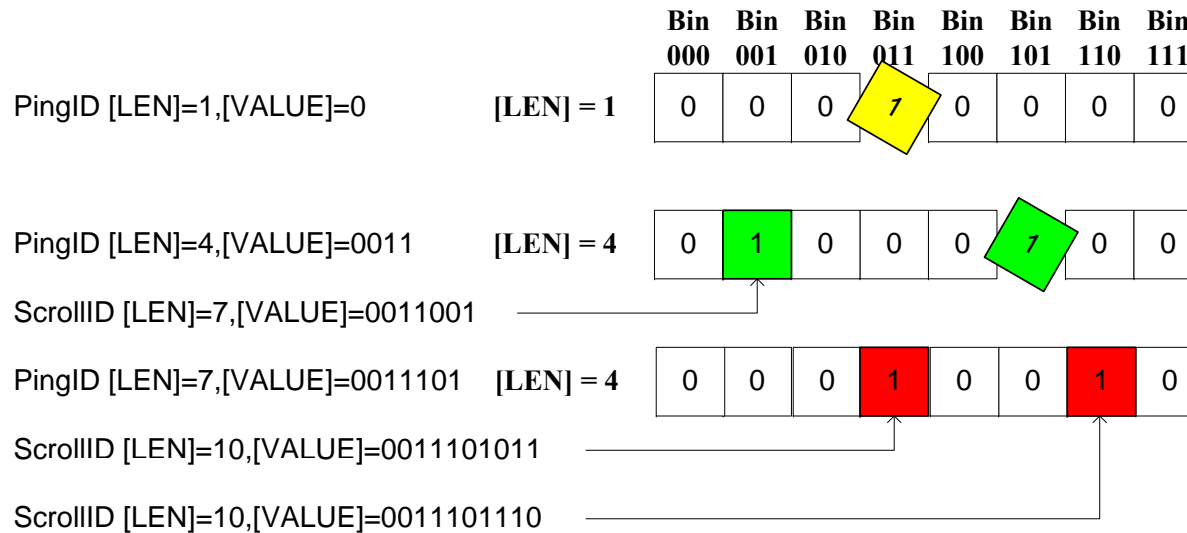 Bin Bin Bin Bin Bin Bin Bin Bin
000 001 010 011 100 101 110 111
PingID [LEN]=1,[VALUE]=0 [LEN] = 1 0 0 0 1 0 0 0 0
PingID [LEN]=4,[VALUE]=0011 [LEN] = 4 0 1 0 0 0 1 0 0
ScrollID [LEN]=7,[VALUE]=0011001
PingID [LEN]=7,[VALUE]=0011101 [LEN] = 4 0 0 0 1 0 0 1 0
ScrollID [LEN]=10,[VALUE]=0011101011
ScrollID [LEN]=10,[VALUE]=0011101110